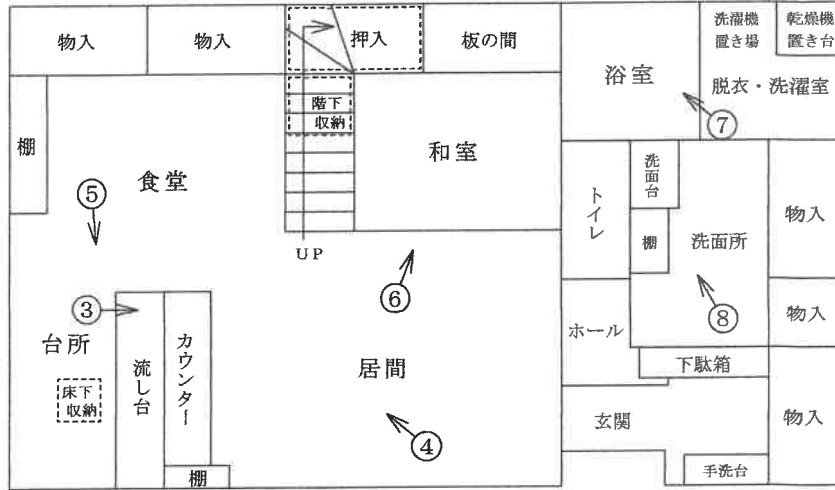 物入
物入
押入
板の間
洗濯機
置き場
乾燥機
置き台
浴室
脱衣・洗濯室
⑦
棚
階下
収納
食堂
和室
⑤
UP
トイレ
洗面台
棚
洗面所
物入
③
⑥
⑧
台所
流し台
カウンター
居間
ホール
物入
下駄箱
床下
収納
④
玄関
物入
棚
手洗台